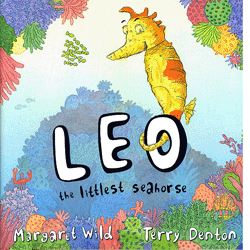 LEO
the littlest seahorse
Margaret Wild Terry Denton